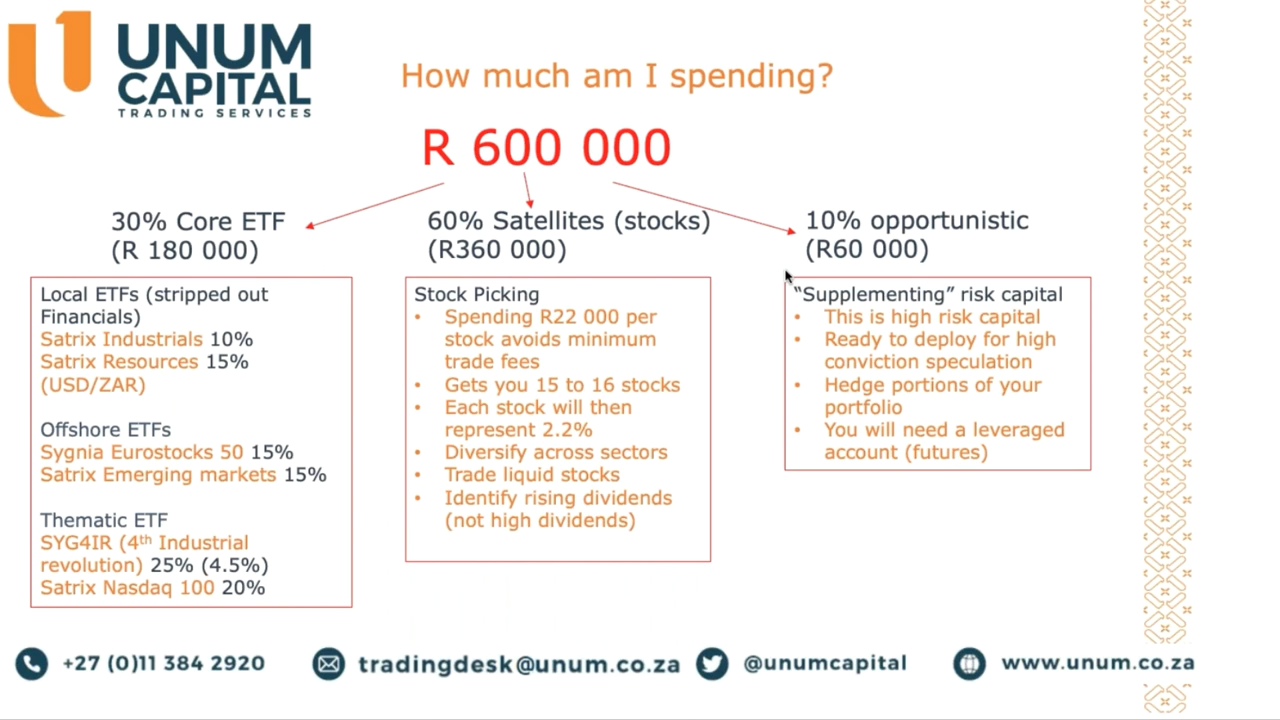 UNUM
CAPITAL
TRADING SERVICES
How much am I spending?
R 600 000
30% Core ETF
(R 180 000)
Local ETFs (stripped out
Financials)
Satrix Industrials 10%
Satrix Resources 15%
(USD/ZAR)
Offshore ETFs
Sygnia Eurostocks 50 15%
Satrix Emerging markets 15%
Thematic ETF
SYG4IR (4th Industrial
revolution) 25% (4.5%)
Satrix Nasdaq 100 20%
60% Satellites (stocks)
(R360 000)
Stock Picking
• Spending R22 000 per
stock avoids minimum
trade fees
• Gets you 15 to 16 stocks
• Each stock will then
represent 2.2%
• Diversify across sectors
• Trade liquid stocks
• Identify rising dividends
(not high dividends)
10% opportunistic
(R60 000)
“Supplementing” risk capital
• This is high risk capital
• Ready to deploy for high
conviction speculation
• Hedge portions of your
portfolio
• You will need a leveraged
account (futures)
+27 (0)11 384 2920
tradingdesk@unum.co.za
@unumcapital
www.unum.co.za